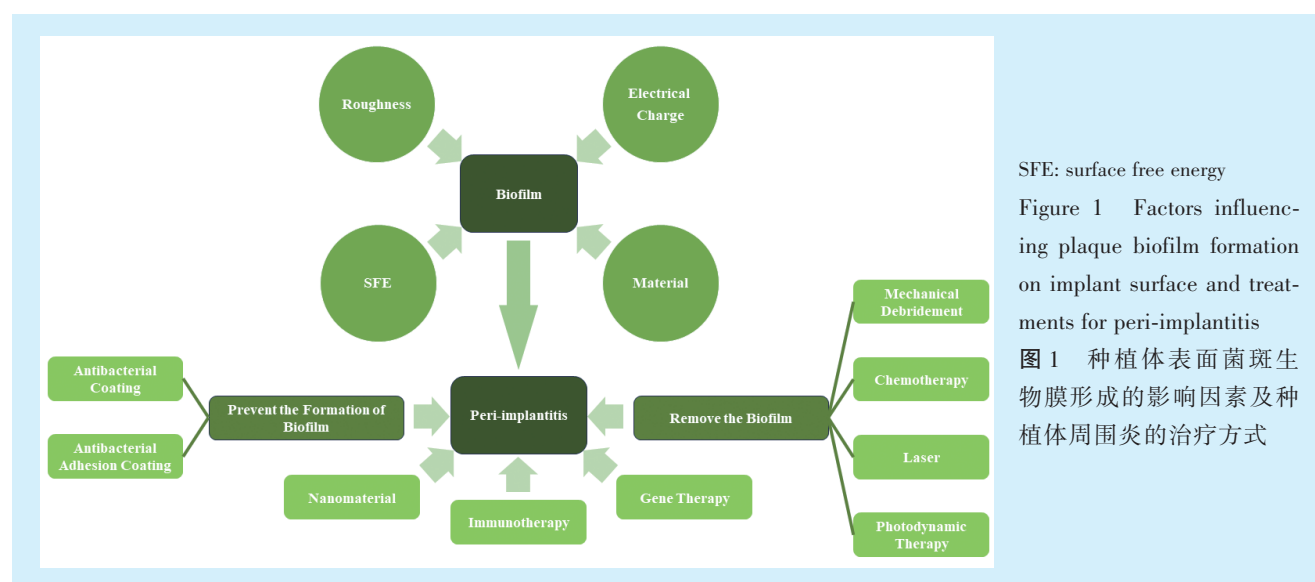 Roughness
Electrical
Charge
Biofilm
SFE
Material
Antibacterial
Coating
Antibacterial
Adhesion Coating
Prevent the Formation of
Biofilm
Peri-implantitis
Remove the Biofilm
Mechanical
Debridement
Chemotherapy
Laser
Photodynamic
Therapy
Nanomaterial
Immunotherapy
Gene Therapy
SFE: surface free energy
Figure 1 Factors influenc-
ing plaque biofilm formation
on implant surface and treat-
ments for peri-implantitis
图 1 种植体表面菌斑生
物膜形成的影响因素及种
植体周围炎的治疗方式